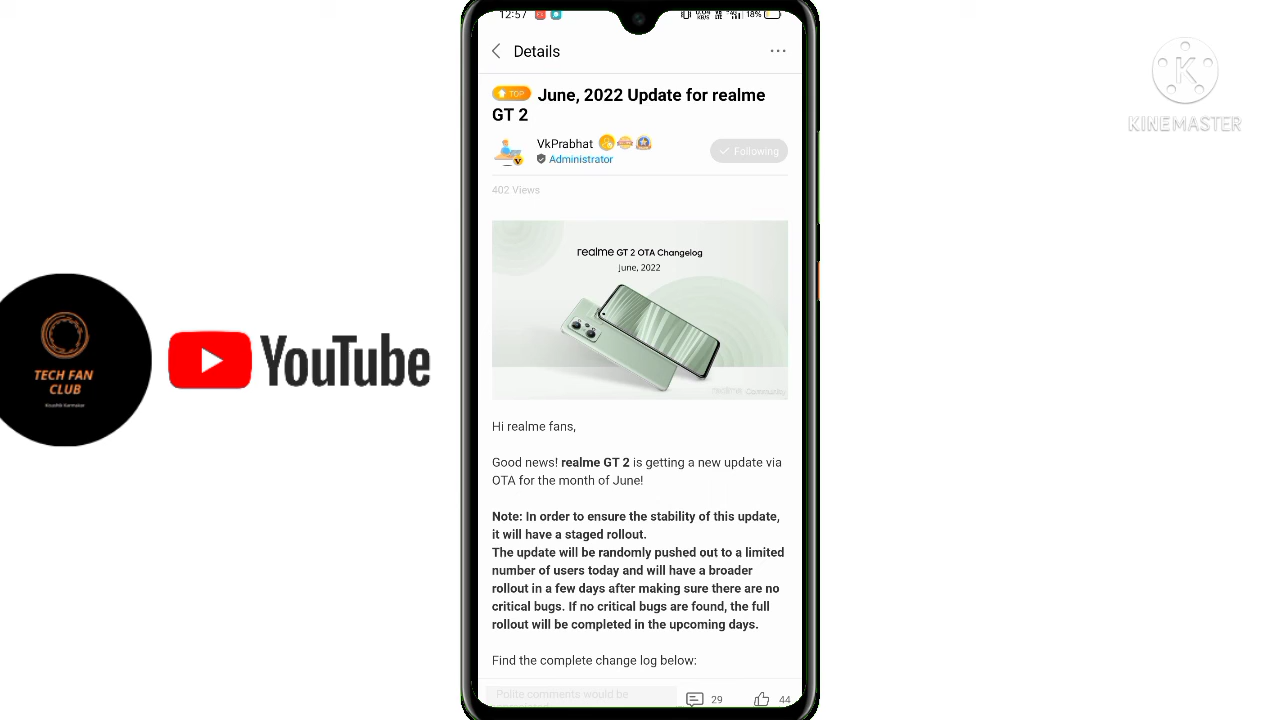 12:57
18%
Details
TOP June, 2022 Update for realme
GT 2
VkPrabhat
Administrator
Following
402 Views
realme GT 2 OTA Changelog
June, 2022
realme Community
Hi realme fans,
Good news! realme GT 2 is getting a new update via
OTA for the month of June!
Note: In order to ensure the stability of this update,
it will have a staged rollout.
The update will be randomly pushed out to a limited
number of users today and will have a broader
rollout in a few days after making sure there are no
critical bugs. If no critical bugs are found, the full
rollout will be completed in the upcoming days.
Find the complete change log below:
Polite comments would be
29
44
TECH FAN
CLUB
YouTube
K
KINEMASTER